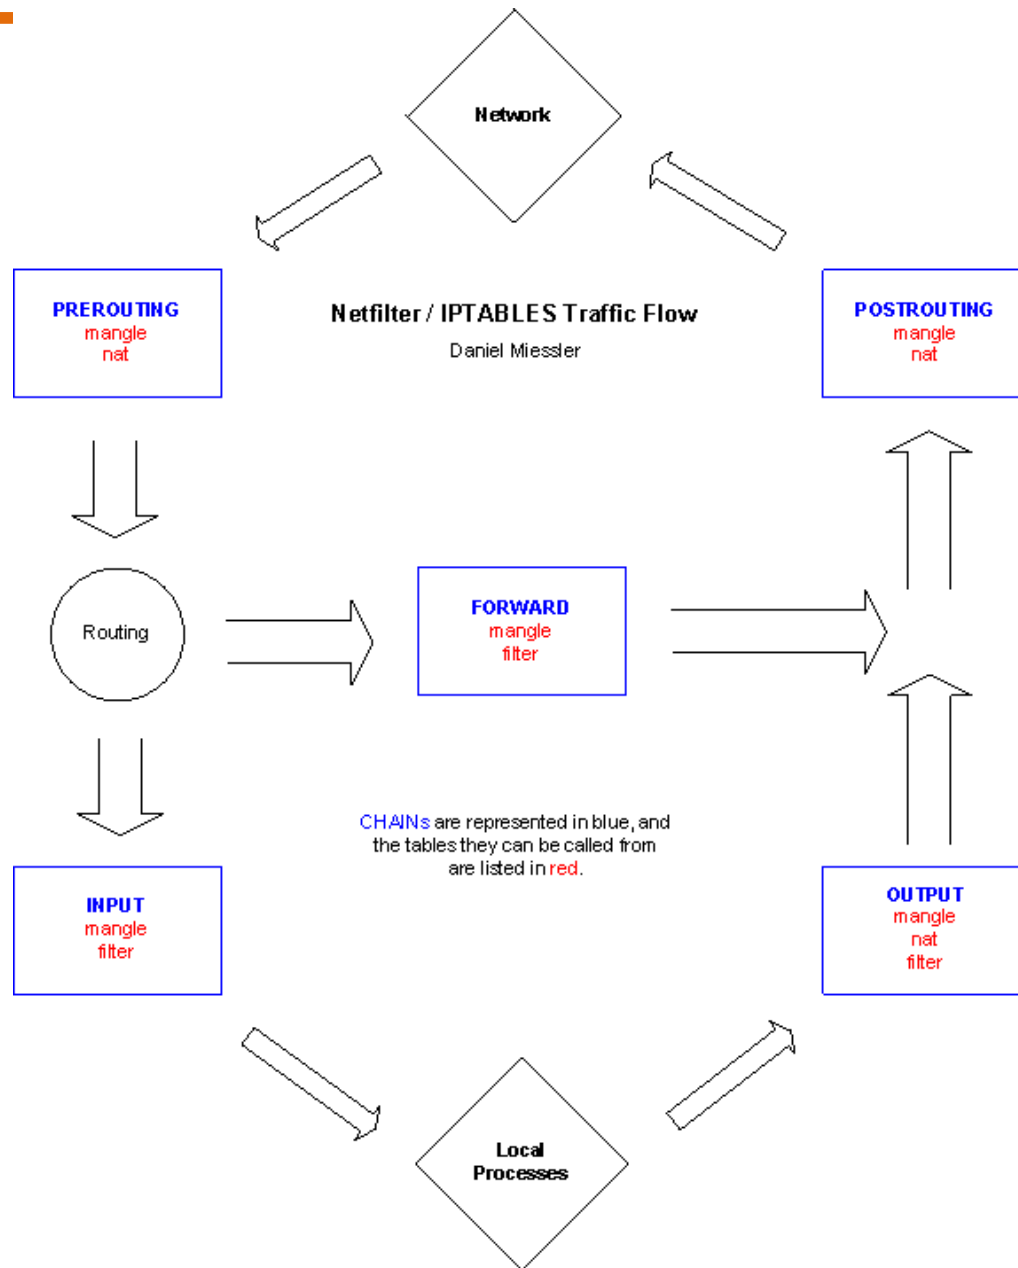 Network
PREROUTING
mangle
nat
Netfilter / IPTABLES Traffic Flow
Daniel Miessler
POSTROUTING
mangle
nat
Routing
FORWARD
mangle
filter
CHAINs are represented in blue, and
the tables they can be called from
are listed in red.
INPUT
mangle
filter
OUTPUT
mangle
nat
filter
Local
Processes